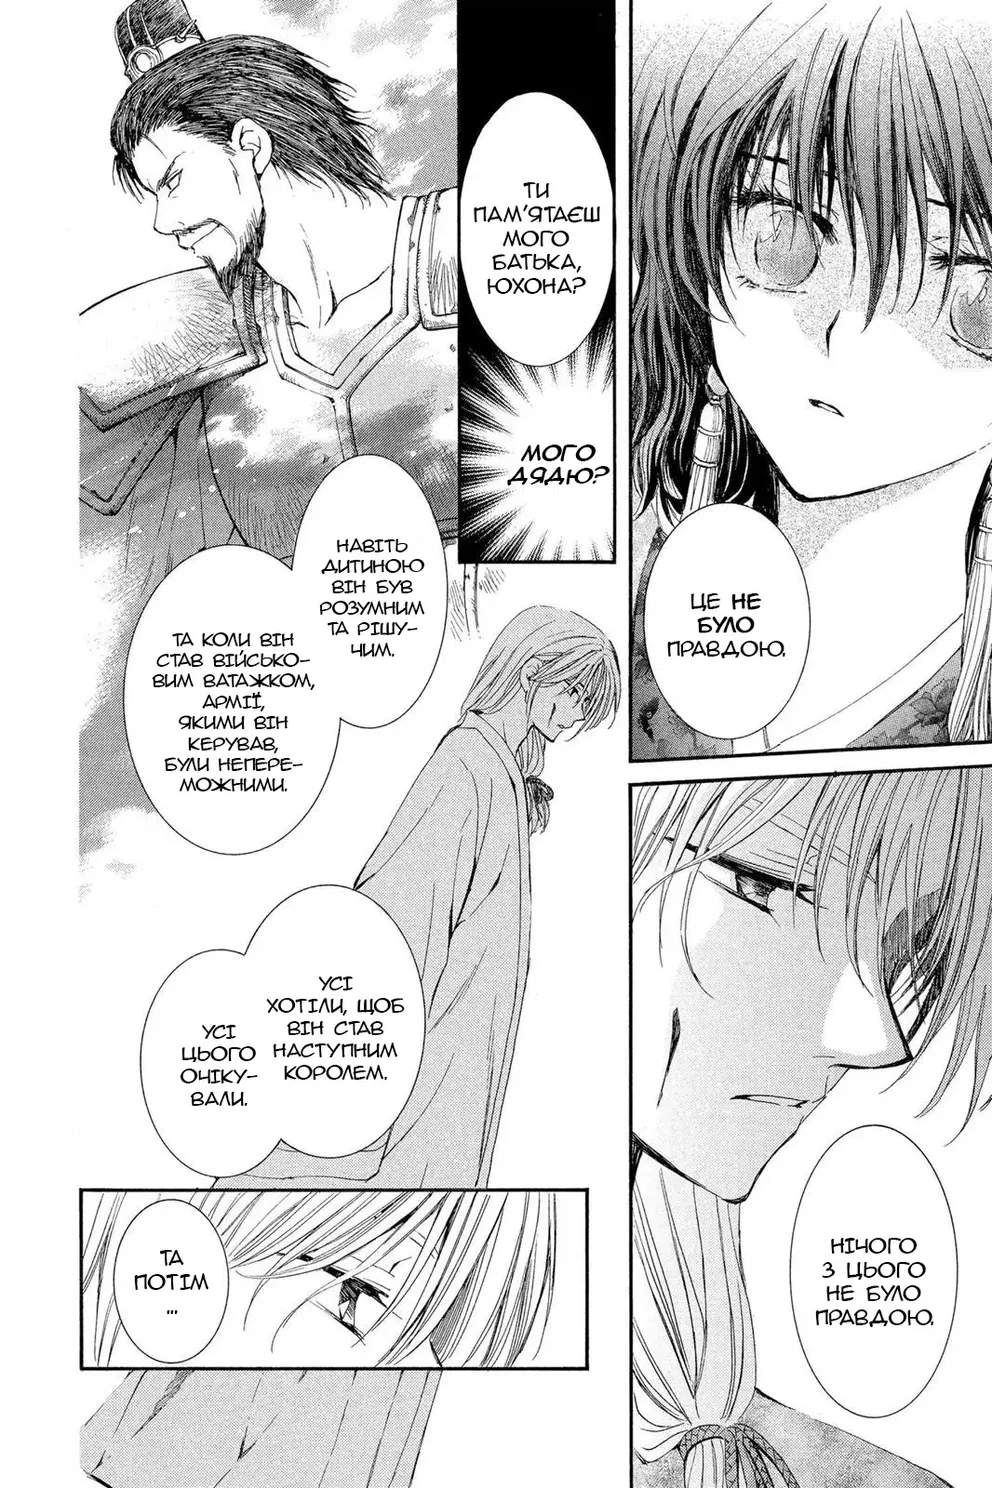 ЦЕ НЕ
БУЛО
ПРАВДОЮ.
НІЧОГО
З ЦЬОГО
НЕ БУЛО
ПРАВДОЮ.
ТИ
ПАМ'ЯТАЄШ
МОГО
БАТЬКА,
ЮХОНА?
МОГО
ДЯДЮ?
НАВІТЬ
ДИТИНОЮ
ВІН БУВ
РОЗУМНИМ
ТА РІШУ-
ЧИМ.
ТА КОЛИ ВІН
СТАВ ВІЙСЬКО-
ВИМ ВАТАЖКОМ,
АРМІЇ,
ЯКИМИ ВІН
КЕРУВАВ,
БУЛИ НЕПЕРЕ-
МОЖНИМИ.
УСІ
ХОТІЛИ, ЩОБ
ВІН СТАВ
НАСТУПНИМ
КОРОЛЕМ.
УСІ
ЦЬОГО
ОЧІКУ-
ВАЛИ.
ТА
ПОТІМ
...